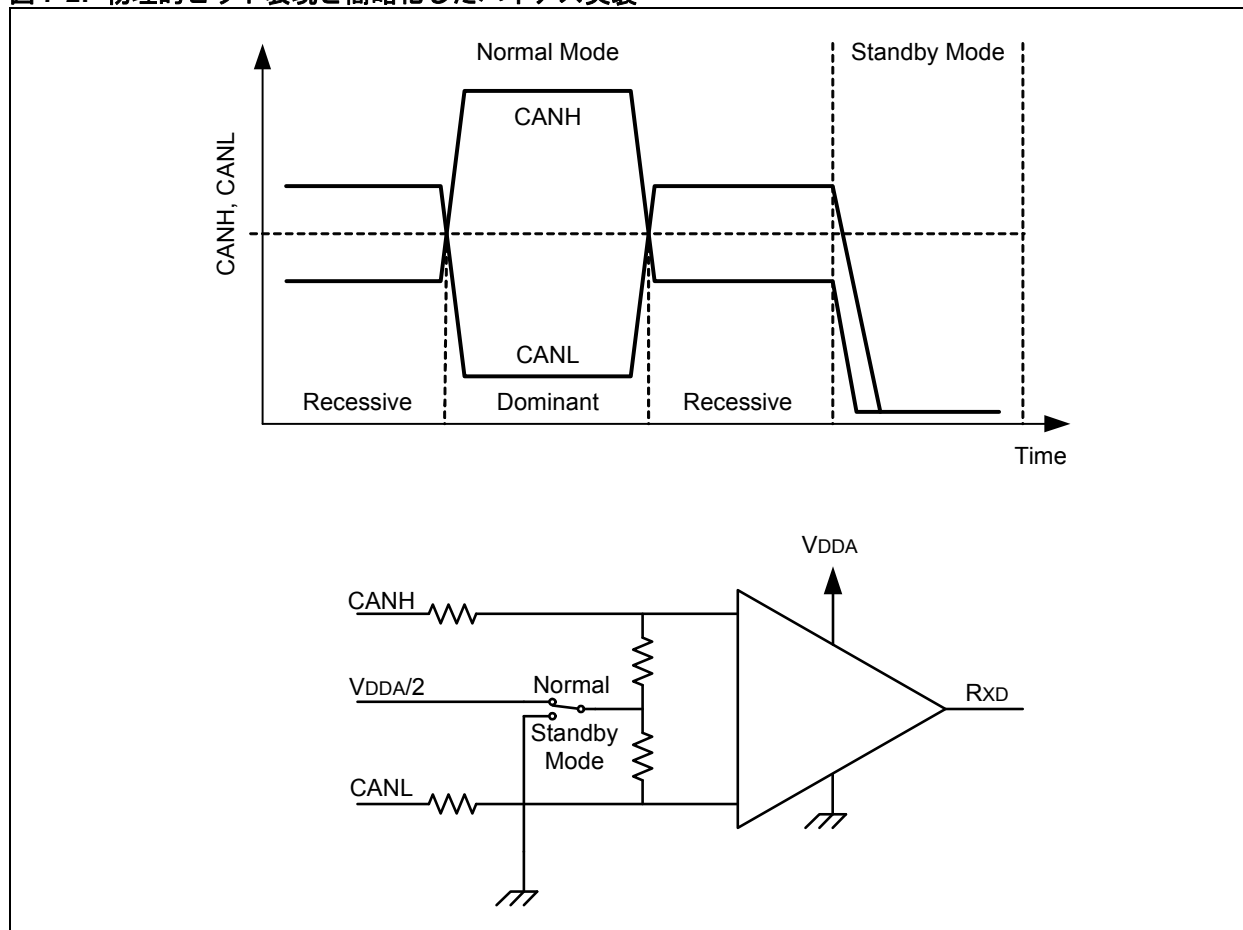 Normal Mode
Standby Mode
CANH, CANL
CANH
CANL
Recessive
Dominant
Recessive
Time
VDDA
CANH
VDDA/2
Normal
Standby
Mode
RXD
CANL